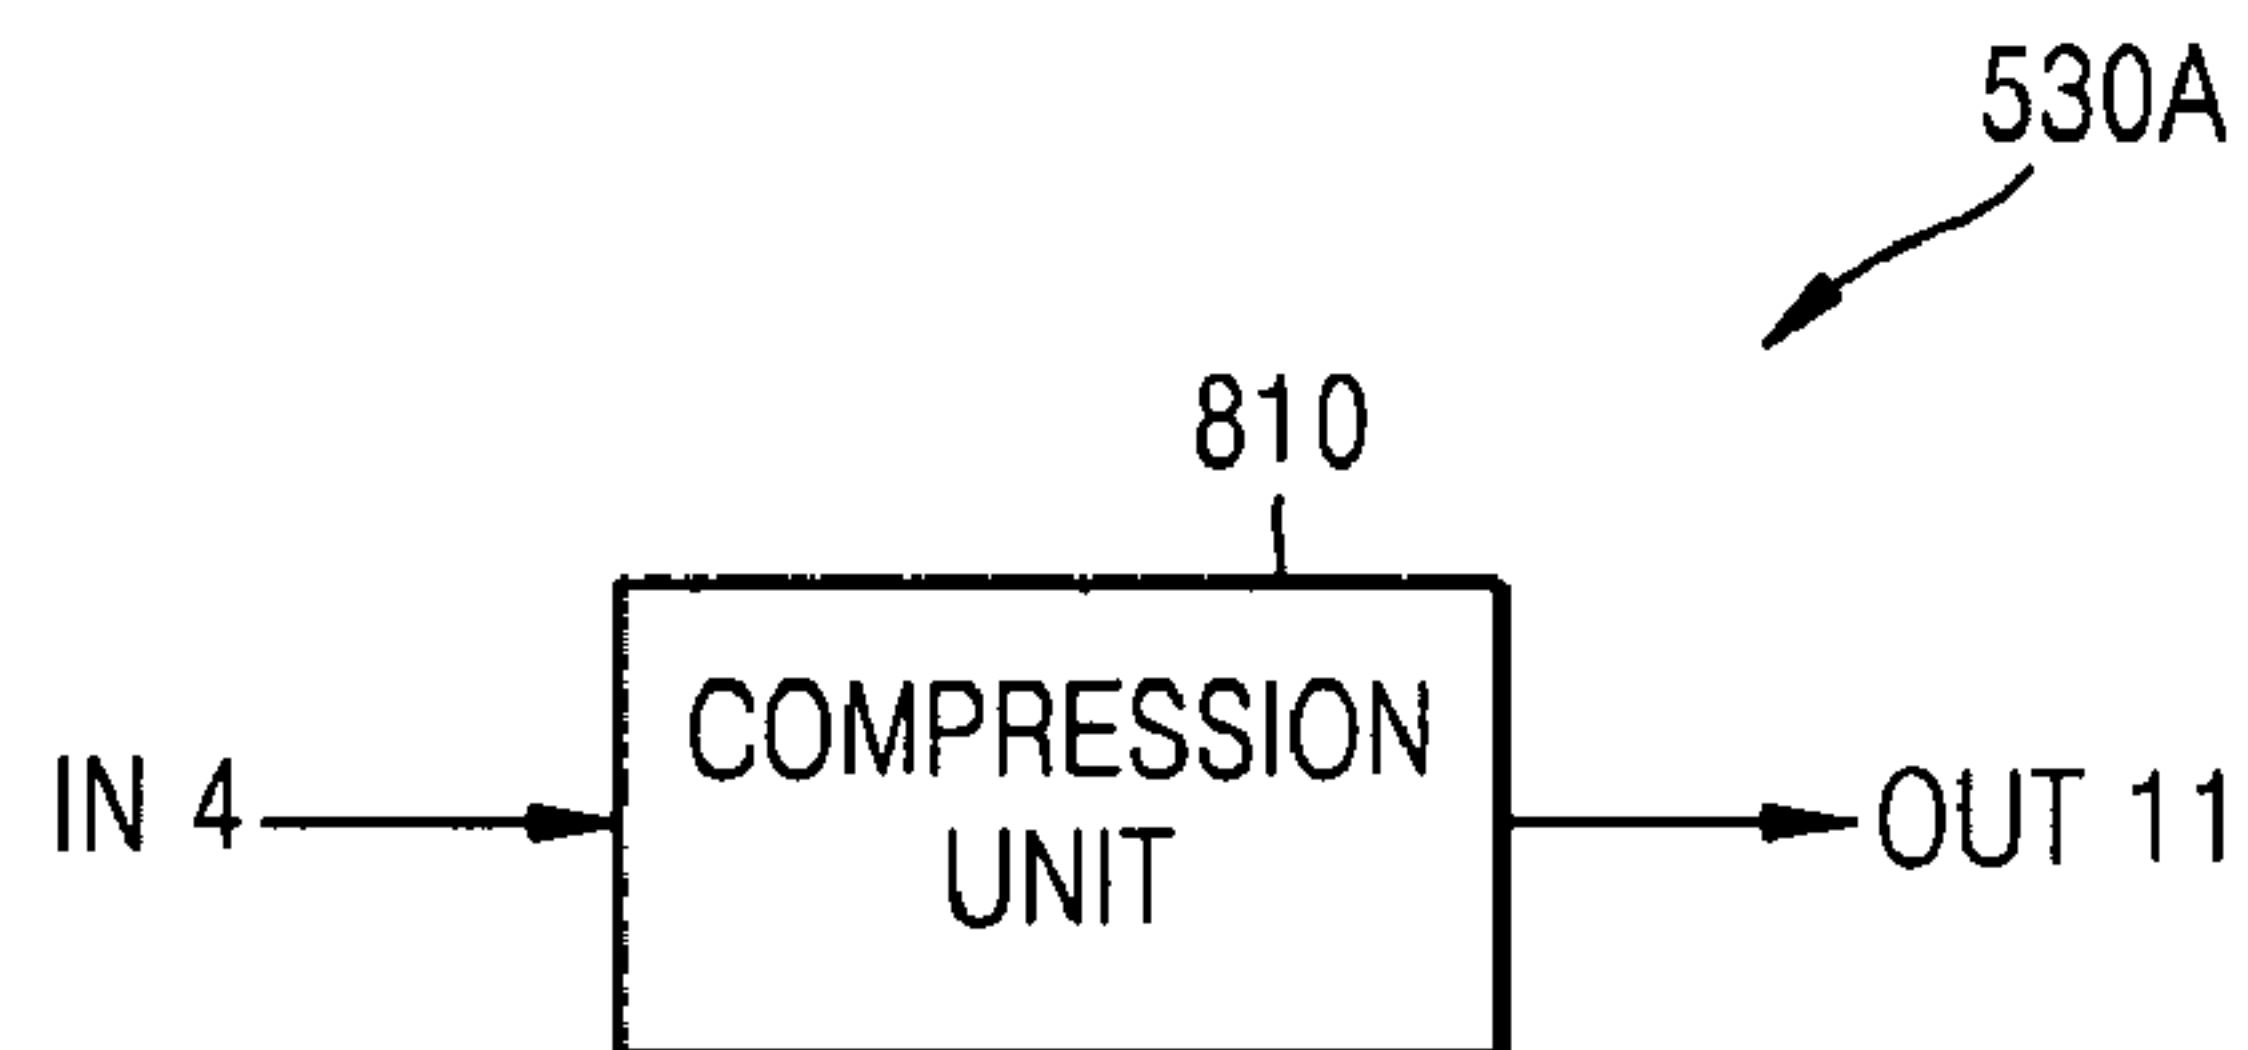 530A
810
COMPRESSION
UNIT
IN 4
OUT 11